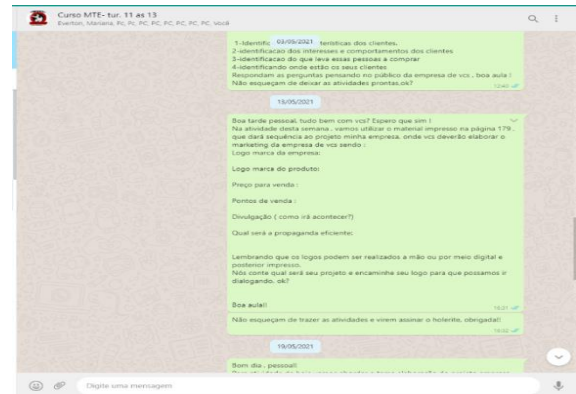 Curso MTE- tur. 11 as 13
Everton, Mariana, Pc, Pc, PC, PC, PC, PC, PC, PC, Você
03/05/2021
1-Identific terísticas dos clientes.
2-identificacao dos interesses e comportamentos dos clientes
3-identificacao do que leva essas pessoas a comprar
4-identificando onde estão os seus clientes
Respondam as perguntas pensando no público da empresa de vcs , boa aula !
Não esqueçam de deixar as atividades prontas,ok?
13/05/2021
Boa tarde pessoal, tudo bem com vcs? Espero que sim !
Na atividade desta semana , vamos utilizar o material impresso na página 179 ,
que dará sequência ao projeto minha empresa, onde vcs deverão elaborar o
marketing da empresa de vcs sendo :
Logo marca da empresa:
Logo marca do produto:
Preço para venda :
Pontos de venda :
Divulgação ( como irá acontecer?)
Qual será a propaganda eficiente.
Lembrando que os logos podem ser realizados a mão ou por meio digital e
posterior impresso.
Nós conte qual será seu projeto e encaminhe seu logo para que possamos ir
dialogando, ok?
Boa aula!!
Não esqueçam de trazer as atividades e virem assinar o holerite, obrigada!!
19/05/2021
Bom dia , pessoal!
Digite uma mensagem